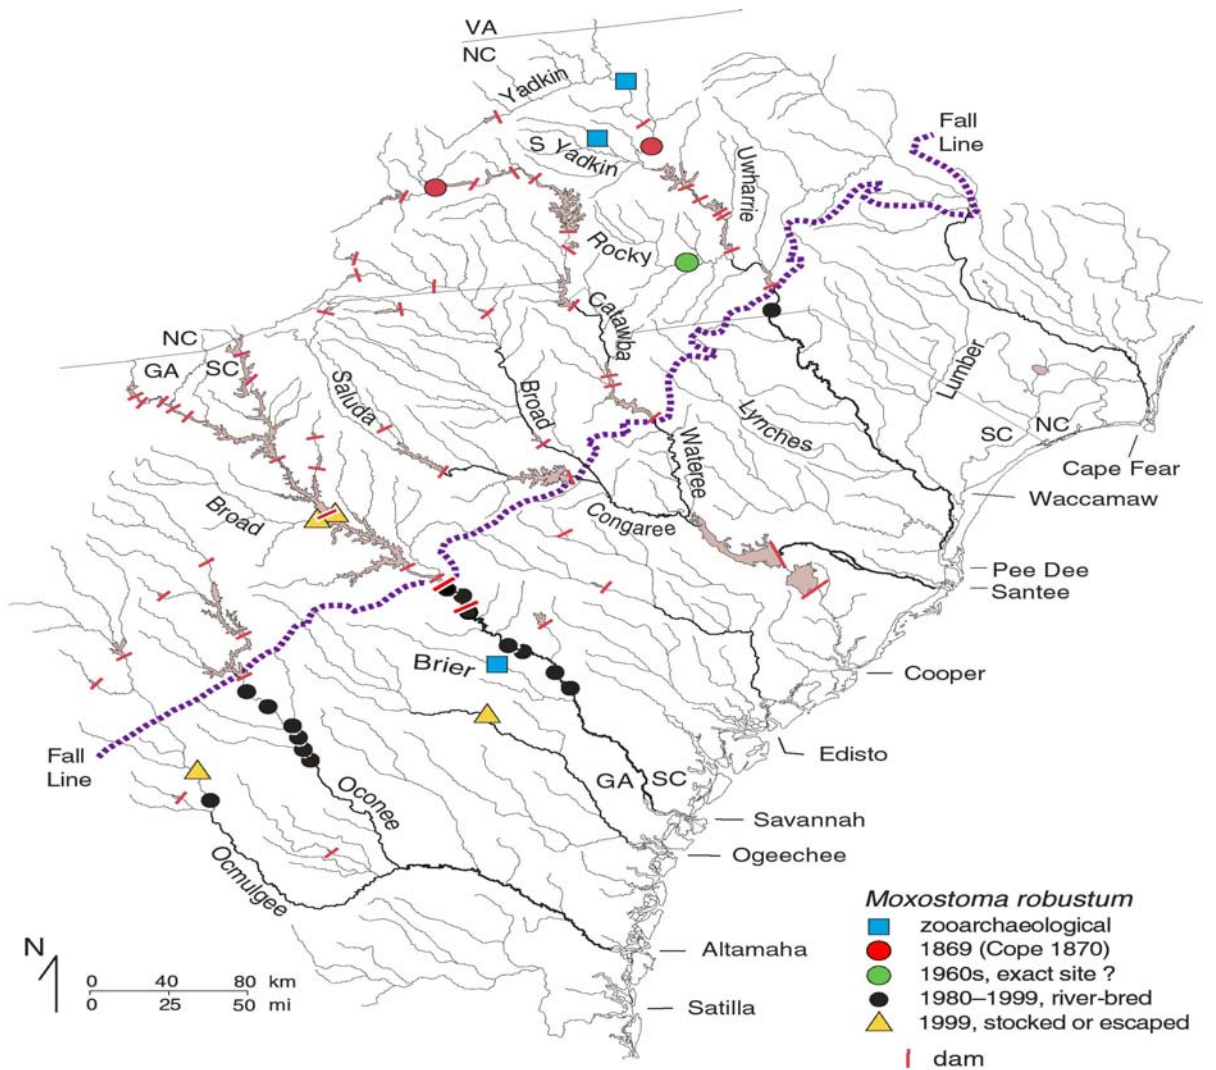 VA
NC
Yadkin
Fall
Line
S Yadkin
Uwharrie
Rocky
Catawba
NC
GA
SC
Saluda
Broad
Lumber
Lynches
SC
NC
Cape Fear
Wateree
Waccamaw
Broad
Congaree
Pee Dee
Santee
Brier
Cooper
Fall
Line
Edisto
GA
SC
Oconee
Savannah
Ogeechee
Ocmulgee
Moxostoma robustum
zooarchaeological
1869 (Cope 1870)
1960s, exact site ?
1980–1999, river-bred
1999, stocked or escaped
dam
N
0 40 80 km
0 25 50 mi
Altamaha
Satilla